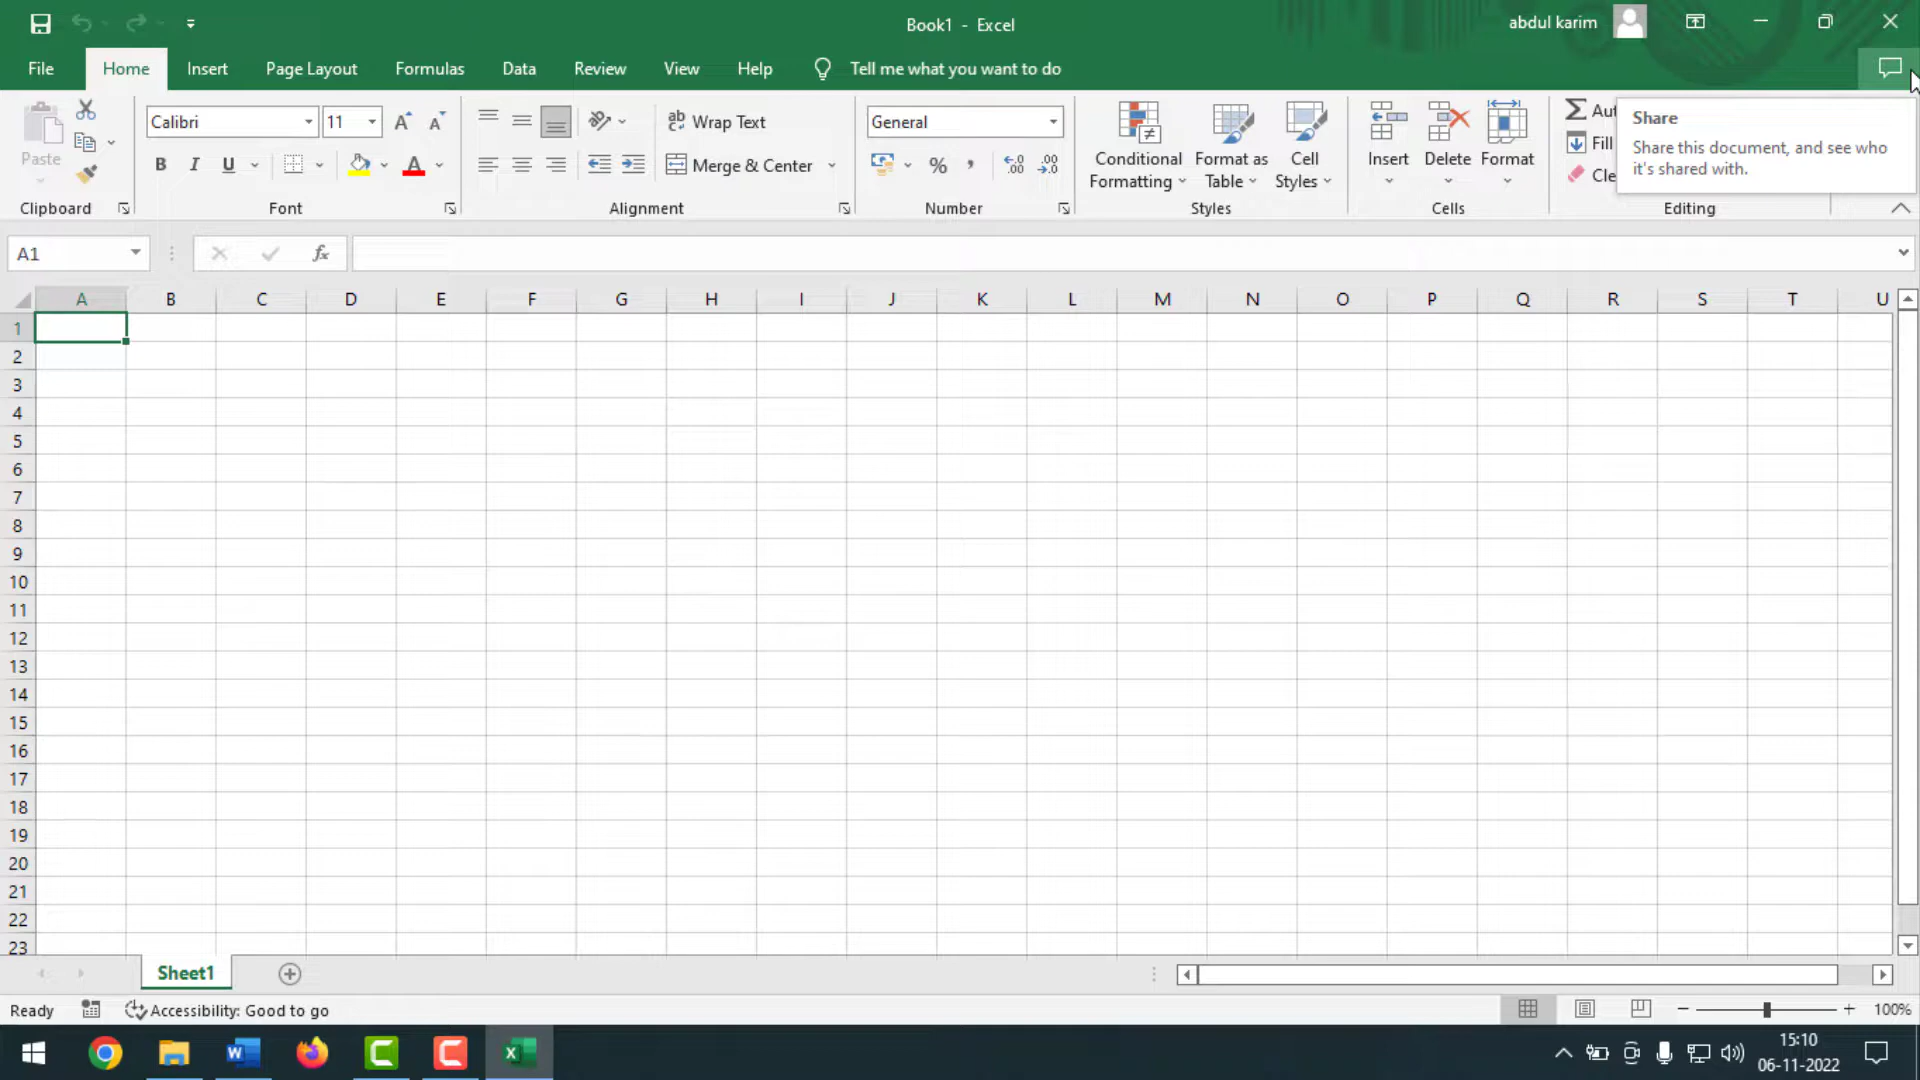 Book1 - Excel
abdul karim
File Home Insert Page Layout Formulas Data Review View Help Tell me what you want to do
Share
Share this document, and see who
it's shared with.
Paste
Calibri 11
B I U A
ab Wrap Text
Merge & Center
General
%
Conditional
Formatting
Format as
Table
Cell
Styles
Insert Delete Format
Fill
Clipboard Font Alignment Number Styles Cells Editing
A1 fx
A B C D E F G H I J K L M N O P Q R S T U
1
2
3
4
5
6
7
8
9
10
11
12
13
14
15
16
17
18
19
20
21
22
23
Sheet1
Ready Accessibility: Good to go 100%
15:10
06-11-2022